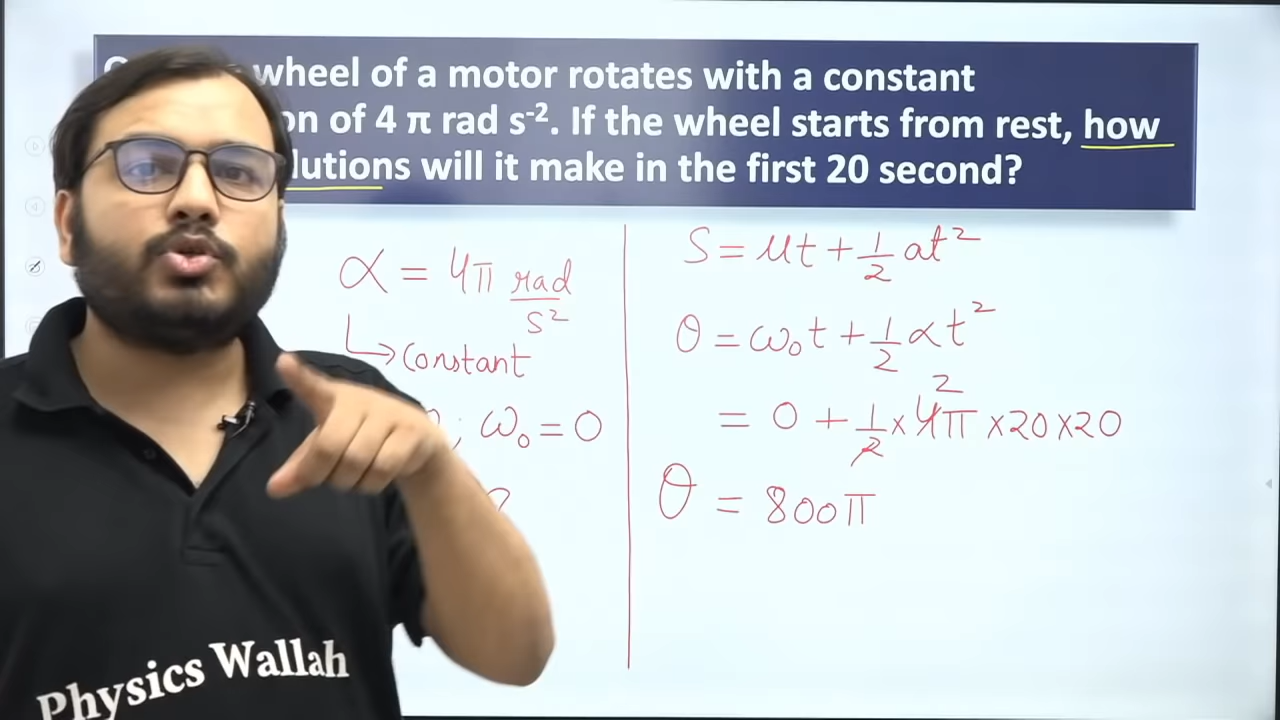 wheel of a motor rotates with a constant
on of 4 π rad s⁻². If the wheel starts from rest, how
lutions will it make in the first 20 second?
α = 4π rad/s²
↳ constant
; ω₀ = 0
S = ut + 1/2 at²
θ = ω₀t + 1/2 αt²
= 0 + 1/2 × 4π × 20 × 20
2
θ = 800π
Physics Wallah